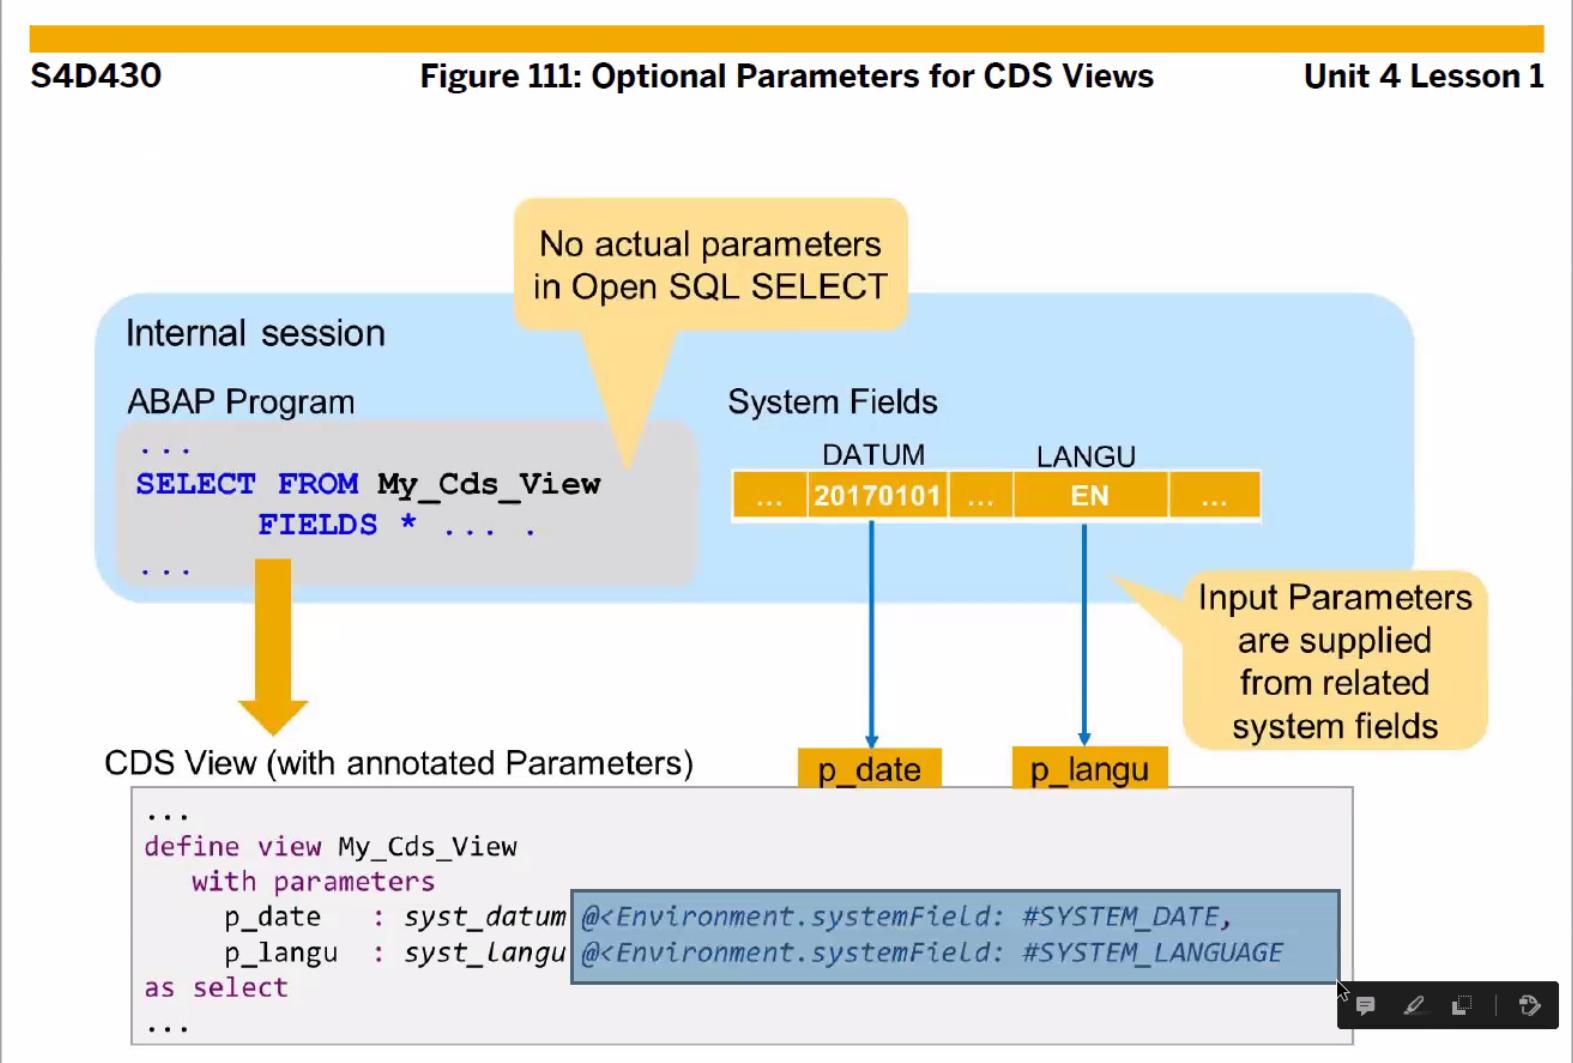 S4D430 Figure 111: Optional Parameters for CDS Views Unit 4 Lesson 1
No actual parameters
in Open SQL SELECT
Internal session
ABAP Program
...
SELECT FROM My_Cds_View
FIELDS * ... .
...
System Fields
DATUM LANGU
... 20170101 ... EN ...
Input Parameters
are supplied
from related
system fields
CDS View (with annotated Parameters)
p_date p_langu
...
define view My_Cds_View
with parameters
p_date : syst_datum @<Environment.systemField: #SYSTEM_DATE,
p_langu : syst_langu @<Environment.systemField: #SYSTEM_LANGUAGE
as select
...